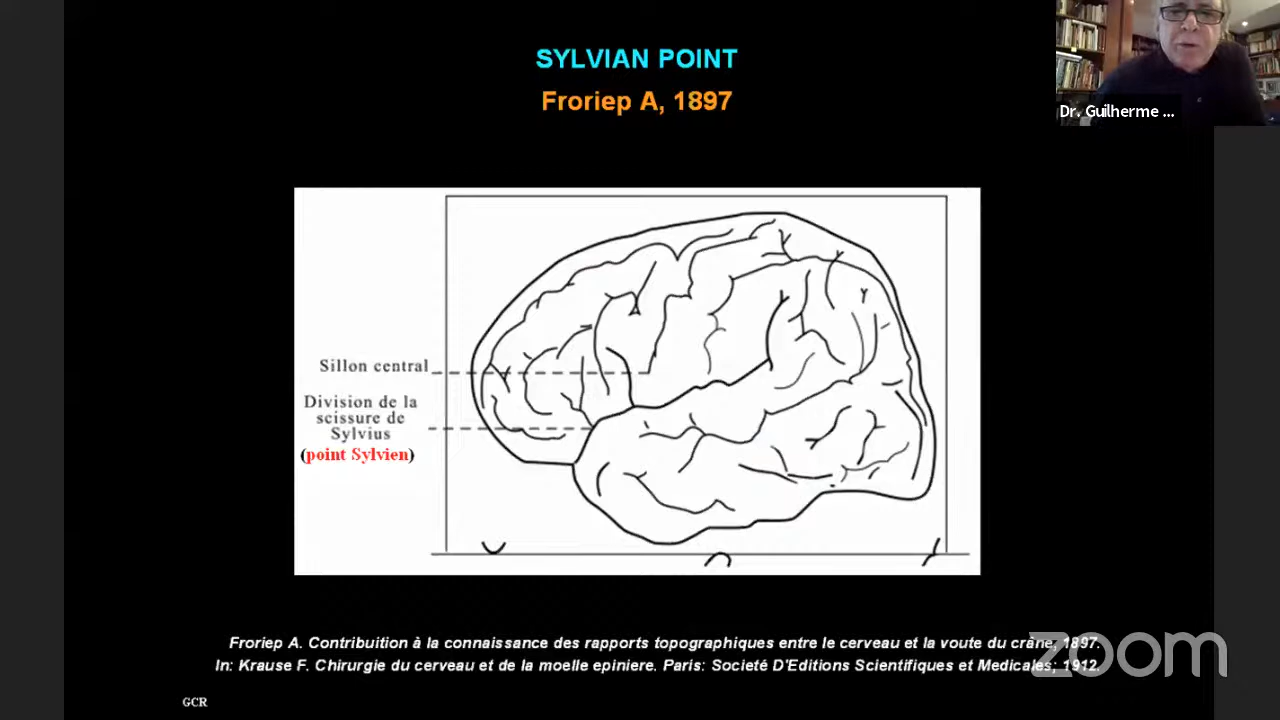 SYLVIAN POINT
Froriep A, 1897
Dr. Guilherme ...
Sillon central
Division de la
scissure de
Sylvius
(point Sylvien)
Froriep A. Contribuition à la connaissance des rapports topographiques entre le cerveau et la voute du crâne, 1897.
In: Krause F. Chirurgie du cerveau et de la moelle epiniere. Paris: Societé D'Editions Scientifiques et Medicales; 1912.
zoom
GCR